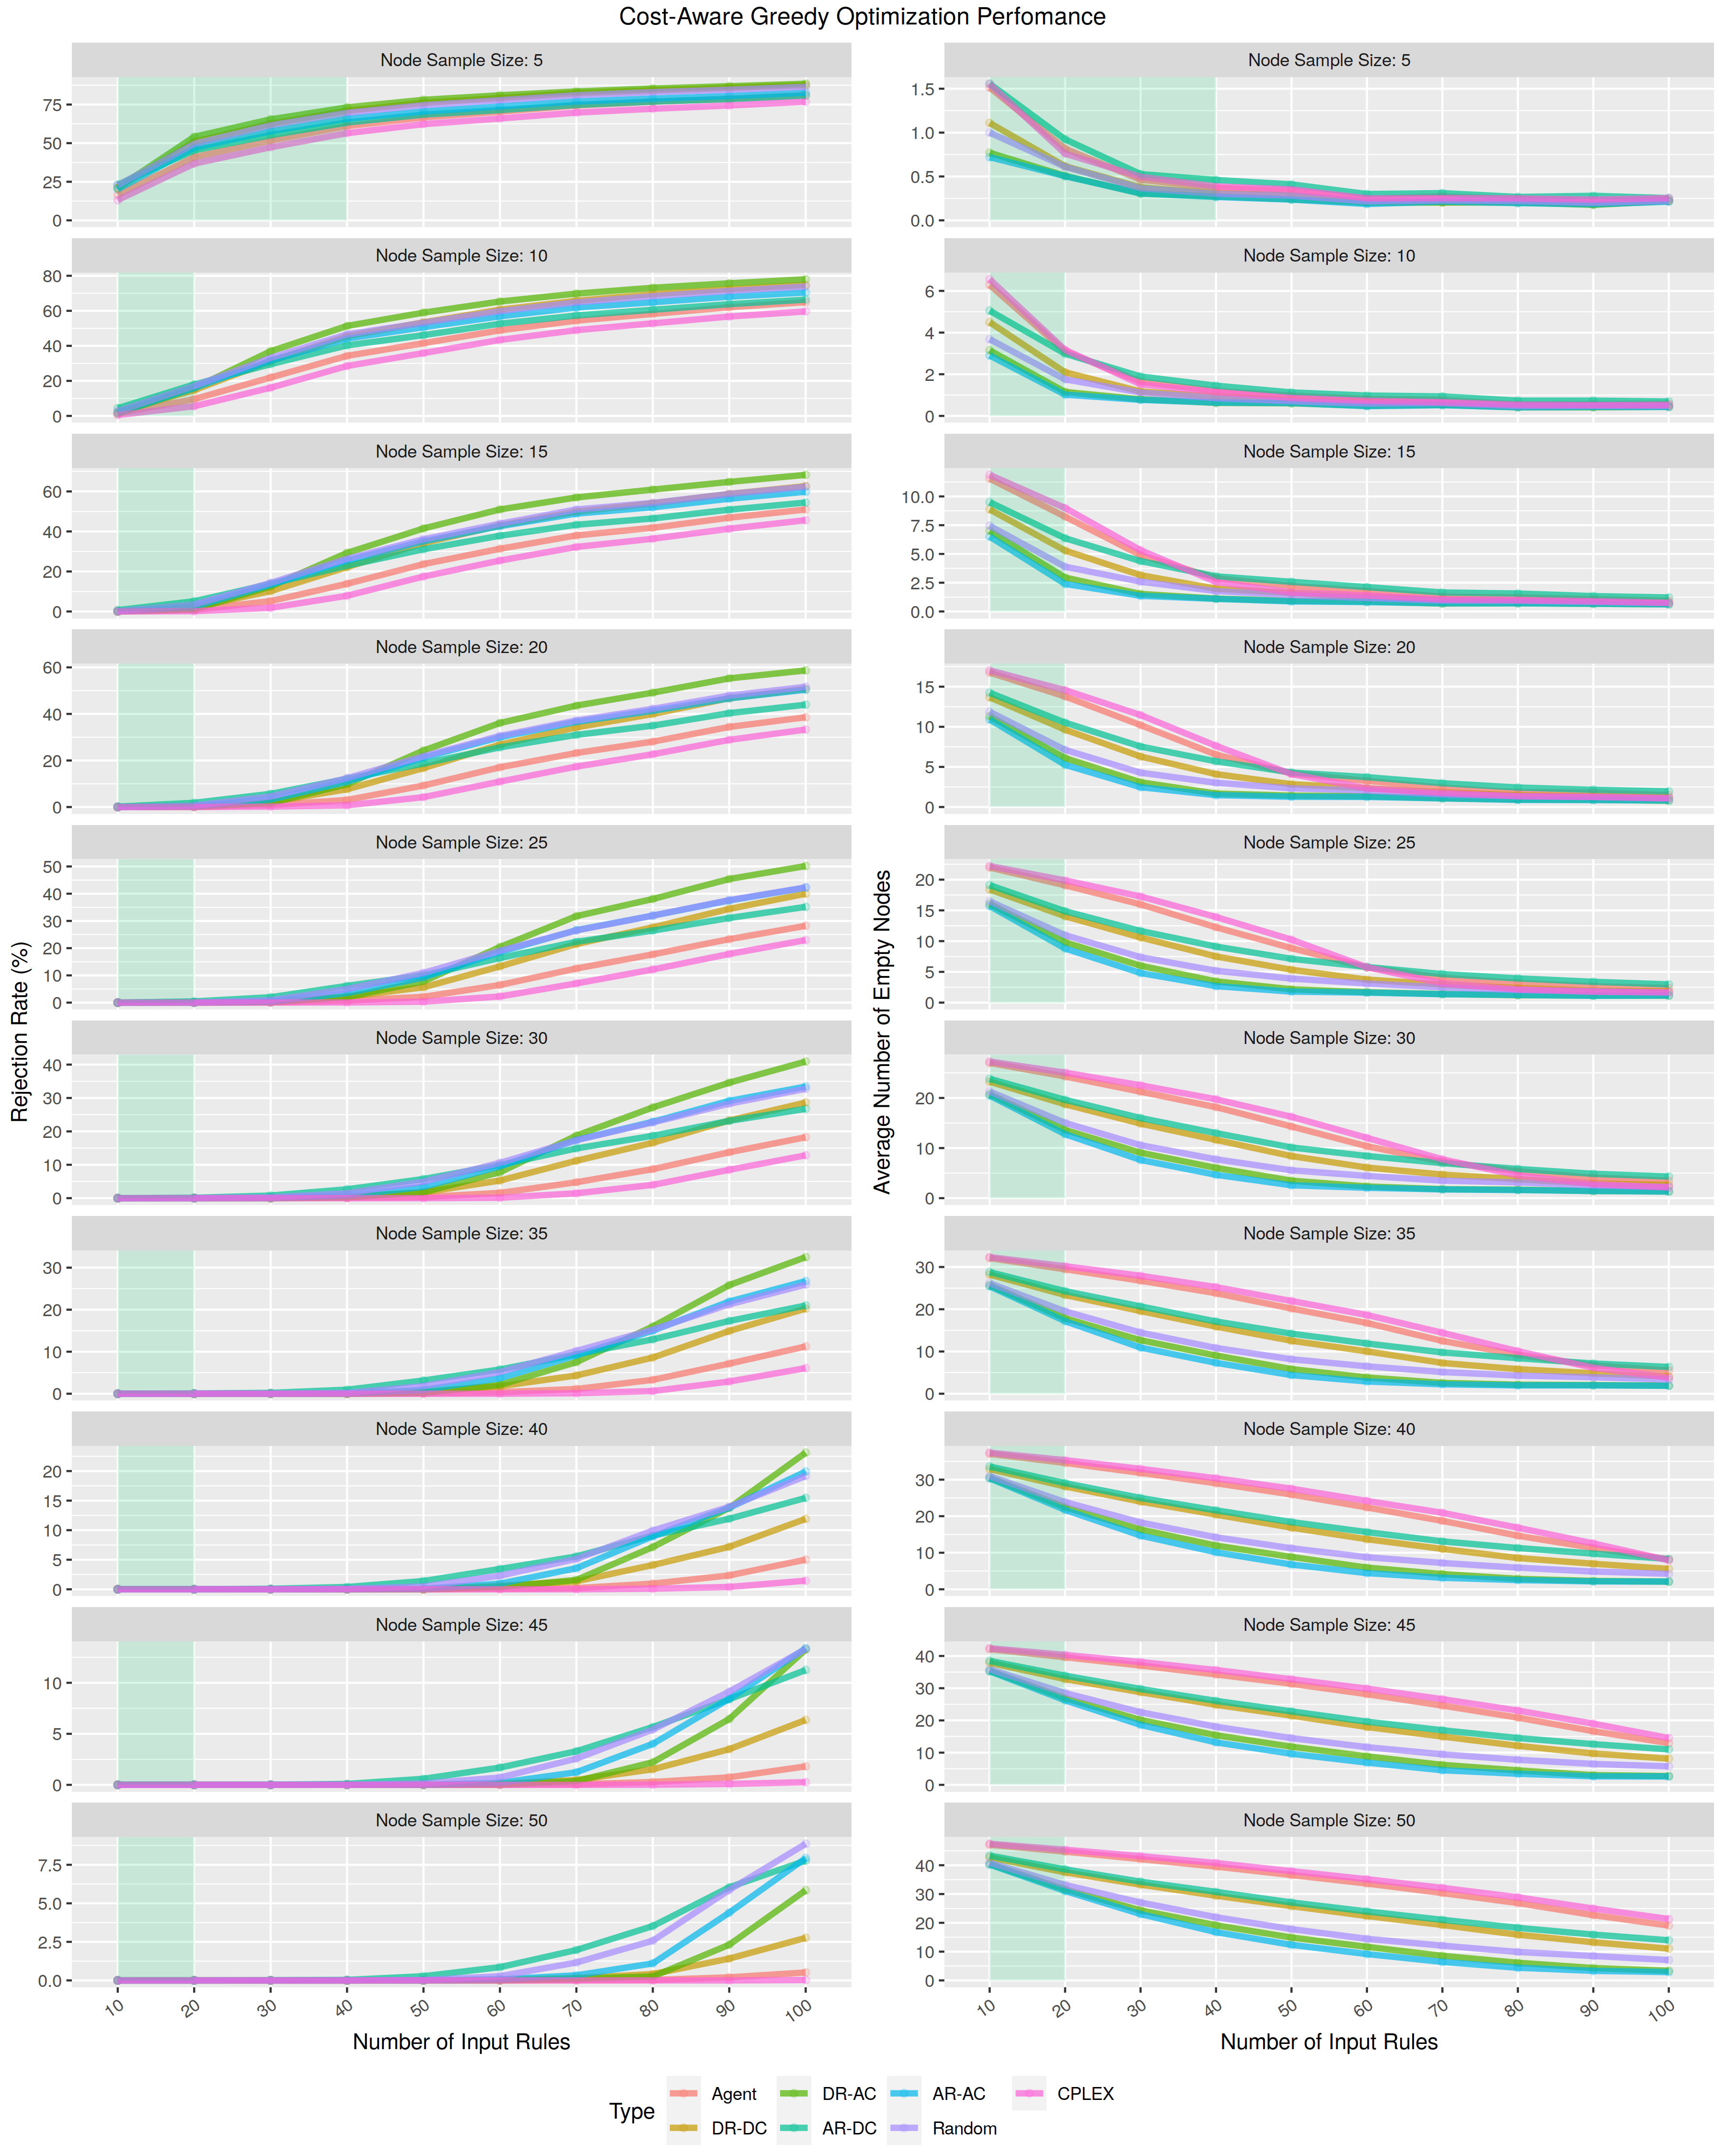 Cost-Aware Greedy Optimization Perfomance
Node Sample Size: 5
Node Sample Size: 5
75
50
25
0
1.5
1.0
0.5
0.0
Node Sample Size: 10
Node Sample Size: 10
80
60
40
20
0
6
4
2
0
Node Sample Size: 15
Node Sample Size: 15
60
40
20
0
10.0
7.5
5.0
2.5
0.0
Node Sample Size: 20
Node Sample Size: 20
60
40
20
0
15
10
5
0
Node Sample Size: 25
Node Sample Size: 25
50
40
30
20
10
0
20
15
10
5
0
Rejection Rate (%)
Average Number of Empty Nodes
Node Sample Size: 30
Node Sample Size: 30
40
30
20
10
0
20
10
0
Node Sample Size: 35
Node Sample Size: 35
30
20
10
0
30
20
10
0
Node Sample Size: 40
Node Sample Size: 40
20
15
10
5
0
30
20
10
0
Node Sample Size: 45
Node Sample Size: 45
10
5
0
40
30
20
10
0
Node Sample Size: 50
Node Sample Size: 50
7.5
5.0
2.5
0.0
40
30
20
10
0
10 20 30 40 50 60 70 80 90 100
10 20 30 40 50 60 70 80 90 100
Number of Input Rules
Number of Input Rules
Type
Agent DR-AC AR-AC CPLEX
DR-DC AR-DC Random